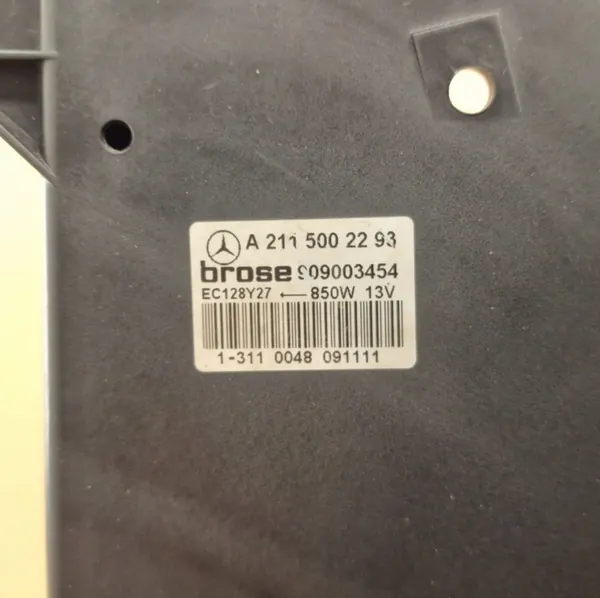 A 211 500 22 93
brose 909003454
EC128Y27 ← 850W 13V
1-311 0048 091111